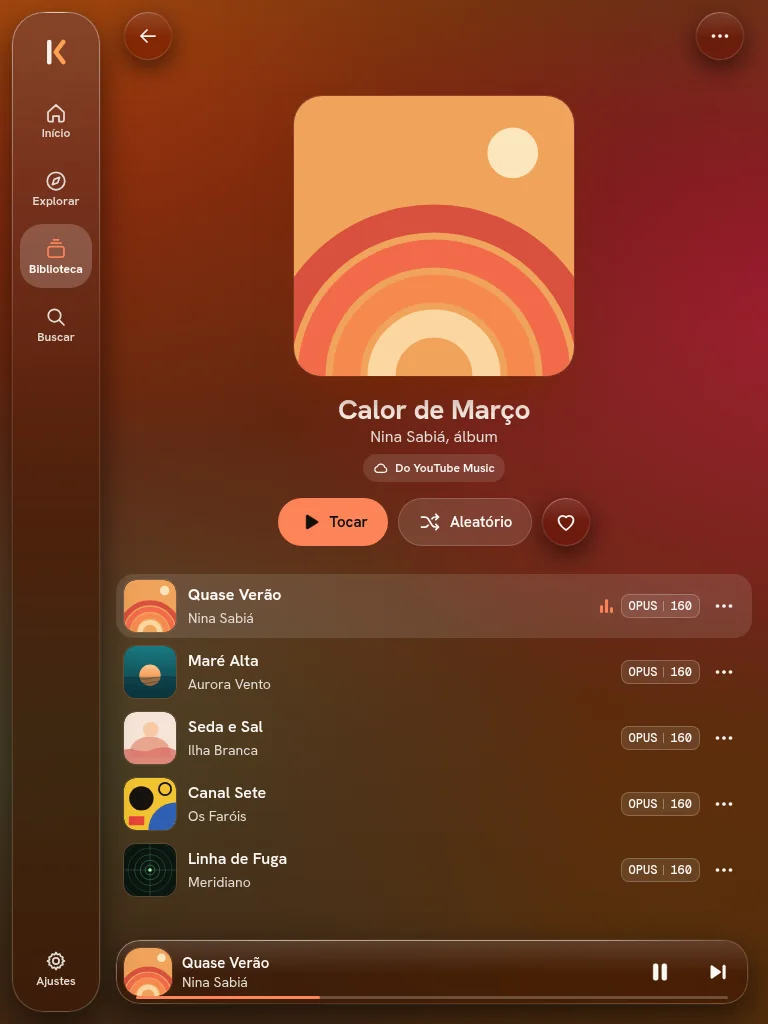 Início
Explorar
Biblioteca
Buscar
Ajustes
Calor de Março
Nina Sabiá, álbum
Do YouTube Music
Tocar
Aleatório
Quase Verão
Nina Sabiá
OPUS | 160
Maré Alta
Aurora Vento
OPUS | 160
Seda e Sal
Ilha Branca
OPUS | 160
Canal Sete
Os Faróis
OPUS | 160
Linha de Fuga
Meridiano
OPUS | 160
Quase Verão
Nina Sabiá